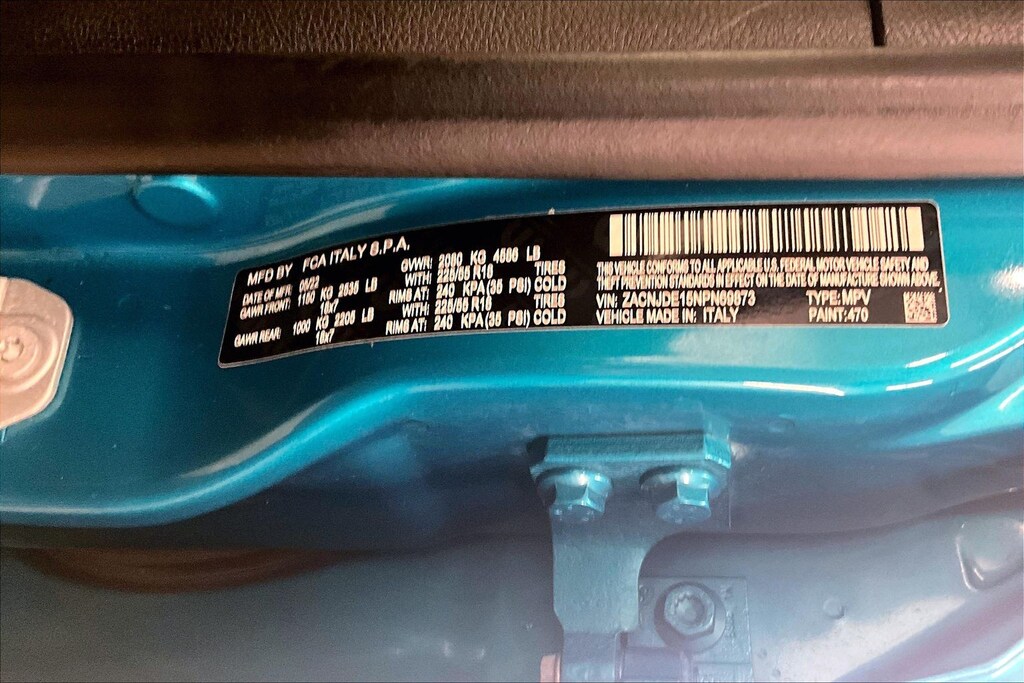 MFD BY FCA ITALY S.P.A.
DATE OF MFR: 09/22 GVWR: 2080 KG 4586 LB
GAWR FRONT: 1150 KG 2535 LB WITH: 225/55 R18 TIRES
18x7 RIMS AT: 240 KPA (35 PSI) COLD
GAWR REAR: 1000 KG 2205 LB WITH: 225/55 R18 TIRES
18x7 RIMS AT: 240 KPA (35 PSI) COLD
THIS VEHICLE CONFORMS TO ALL APPLICABLE U.S. FEDERAL MOTOR VEHICLE SAFETY AND
THEFT PREVENTION STANDARDS IN EFFECT ON THE DATE OF MANUFACTURE SHOWN ABOVE.
VIN: TYPE: MPV
VEHICLE MADE IN: ITALY PAINT: 470